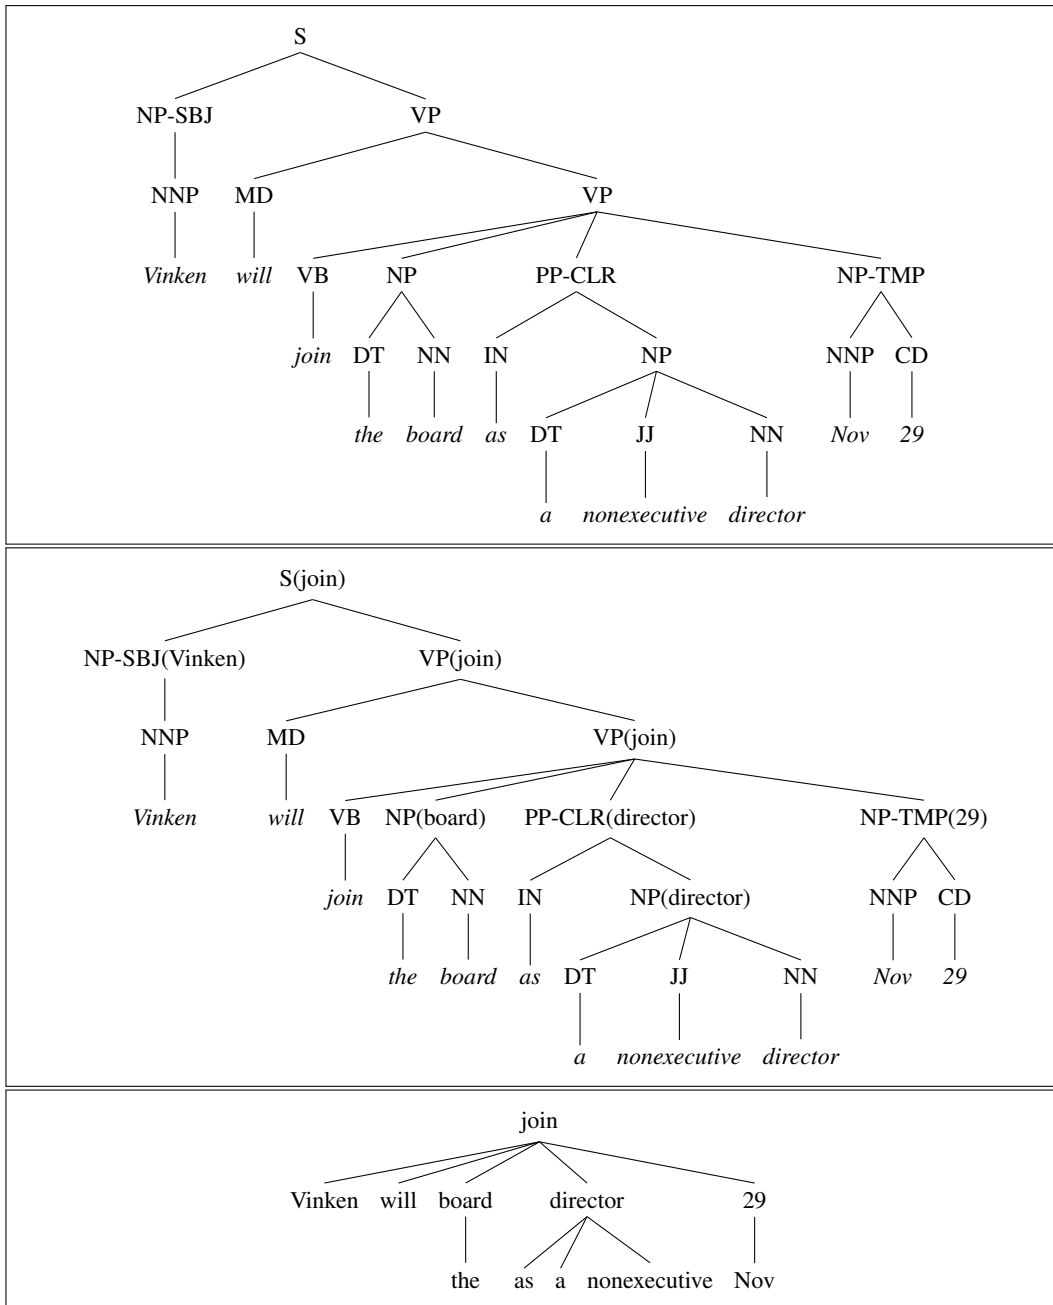 S
NP-SBJ VP
NNP MD VP
Vinken will VB NP PP-CLR NP-TMP
join DT NN IN NP NNP CD
the board as DT JJ NN Nov 29
a nonexecutive director
S(join)
NP-SBJ(Vinken) VP(join)
NNP MD VP(join)
Vinken will VB NP(board) PP-CLR(director) NP-TMP(29)
join DT NN IN NP(director) NNP CD
the board as DT JJ NN Nov 29
a nonexecutive director
join
Vinken will board director 29
the as a nonexecutive Nov